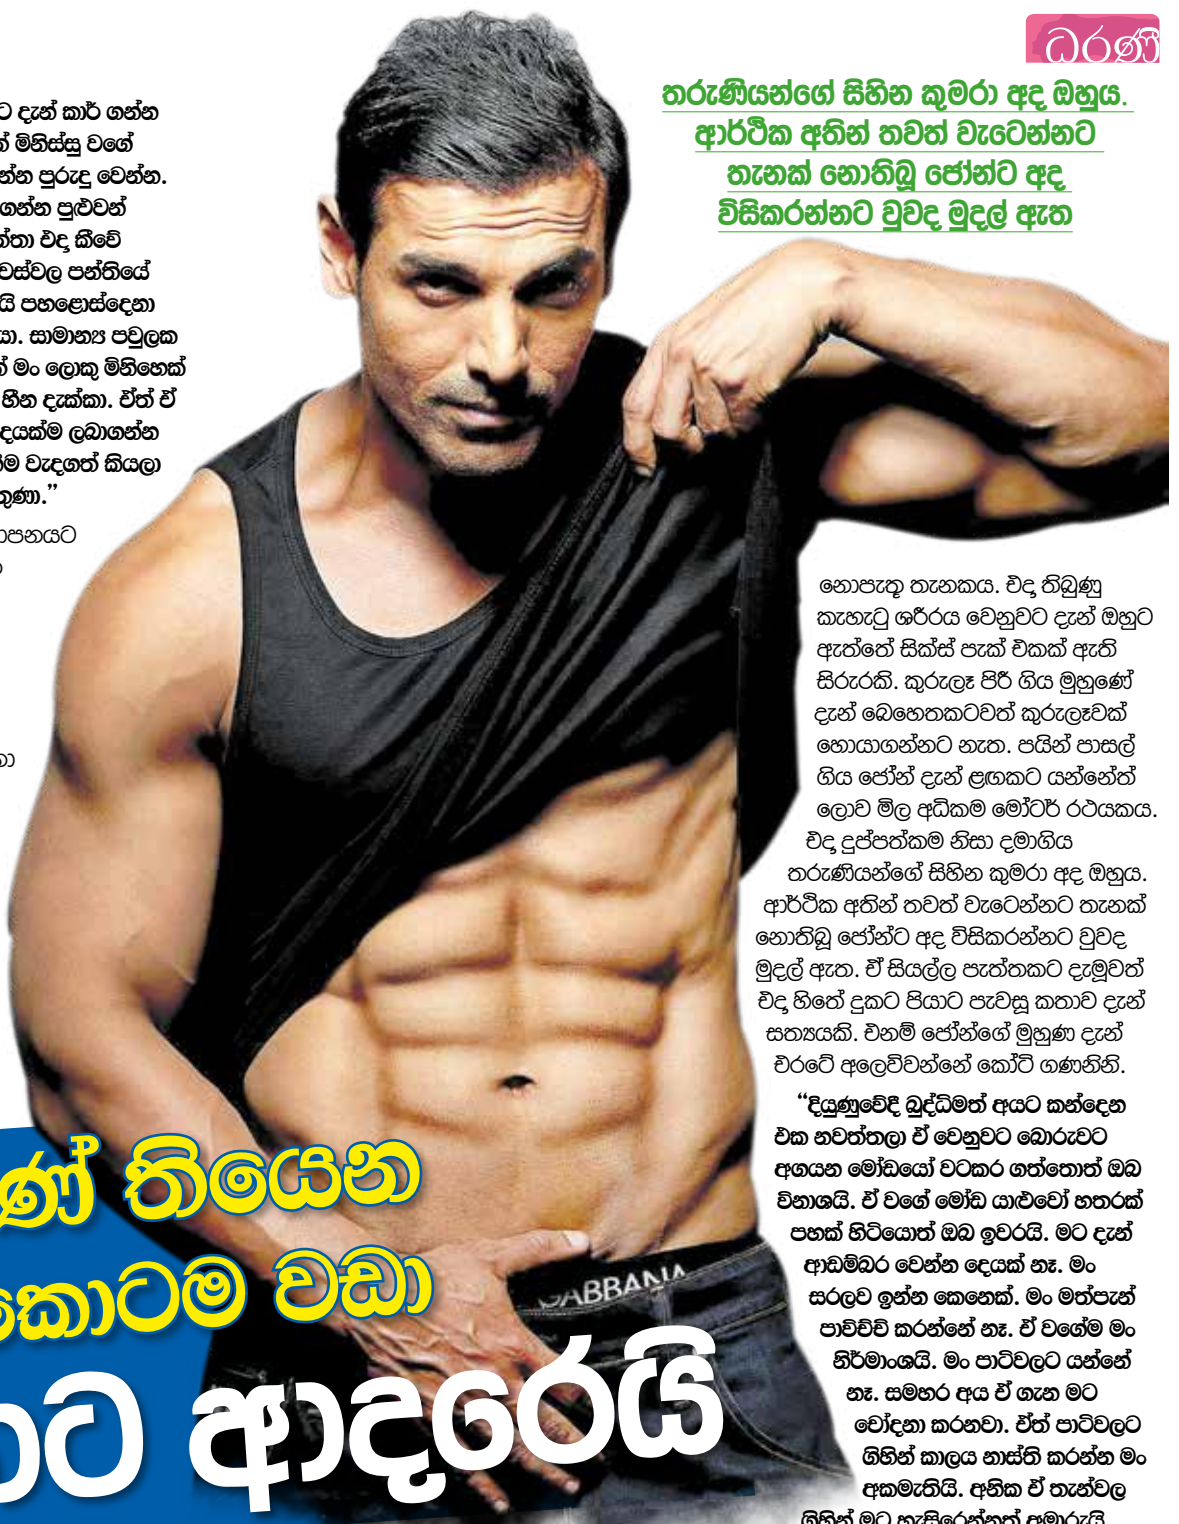 ධරණී
තරුණියන්ගේ සිහින කුමරා අද ඔහුය.
ආර්ථික අතින් තවත් වැටෙන්නට
තැනක් නොතිබූ ජෝන්ට අද
විසිකරන්නට වුවද මුදල් ඇත
ට දැන් කාර් ගන්න
මිනිස්සු වගේ
න්න පුරුදු වෙන්න.
ගන්න පුළුවන්
ත්තා එදා කීවේ
වස්වල පන්තියේ
යි පහළොස්දෙනා
යා. සාමාන්‍ය පවුලක
මං ලොකු මිනිහෙක්
හීන දැක්කා. ඒත් ඒ
දෙයක්ම ලබාගන්න
ම වැදගත් කියලා
තුණා.”
පනයට
නොපැතූ තැනකය. එදා තිබුණු
කැහැටු ශරීරය වෙනුවට දැන් ඔහුට
ඇත්තේ සික්ස් පැක් එකක් ඇති
සිරුරකි. කුරුලෑ පිරී ගිය මුහුණේ
දැන් බෙහෙතකටවත් කුරුලෑවක්
හොයාගන්නට නැත. පයින් පාසල්
ගිය ජෝන් දැන් ළඟකට යන්නේත්
ලොව මිල අධිකම මෝටර් රථයකය.
එදා දුප්පත්කම නිසා දමාගිය
තරුණියන්ගේ සිහින කුමරා අද ඔහුය.
ආර්ථික අතින් තවත් වැටෙන්නට තැනක්
නොතිබූ ජෝන්ට අද විසිකරන්නට වුවද
මුදල් ඇත. ඒ සියල්ල පැත්තකට දැමුවත්
එදා හිතේ දුකට පියාට පැවසූ කතාව දැන්
සත්‍යයකි. එනම් ජෝන්ගේ මුහුණ දැන්
එරටේ අලෙවිවන්නේ කෝටි ගණනිනි.
“දියුණුවේදී බුද්ධිමත් අයට කන්දෙන
එක නවත්තලා ඒ වෙනුවට බොරුවට
අගයන මෝඩයෝ වටකර ගත්තොත් ඔබ
විනාශයි. ඒ වගේ මෝඩ යාළුවෝ හතරක්
පහක් හිටියොත් ඔබ ඉවරයි. මට දැන්
ආඩම්බර වෙන්න දෙයක් නෑ. මං
සරලව ඉන්න කෙනෙක්. මං මත්පැන්
පාවිච්චි කරන්නේ නෑ. ඒ වගේම මං
නිර්මාංශයි. මං පාටිවලට යන්නේ
නෑ. සමහර අය ඒ ගැන මට
චෝදනා කරනවා. ඒත් පාටිවලට
ගිහින් කාලය නාස්ති කරන්න මං
අකමැතියි. අනික ඒ තැන්වල
ගිහින් මට හැසිරෙන්නත් අමාරුයි
ණේ තියෙන
කොටම වඩා
ට ආදරෙයි
GABBANA